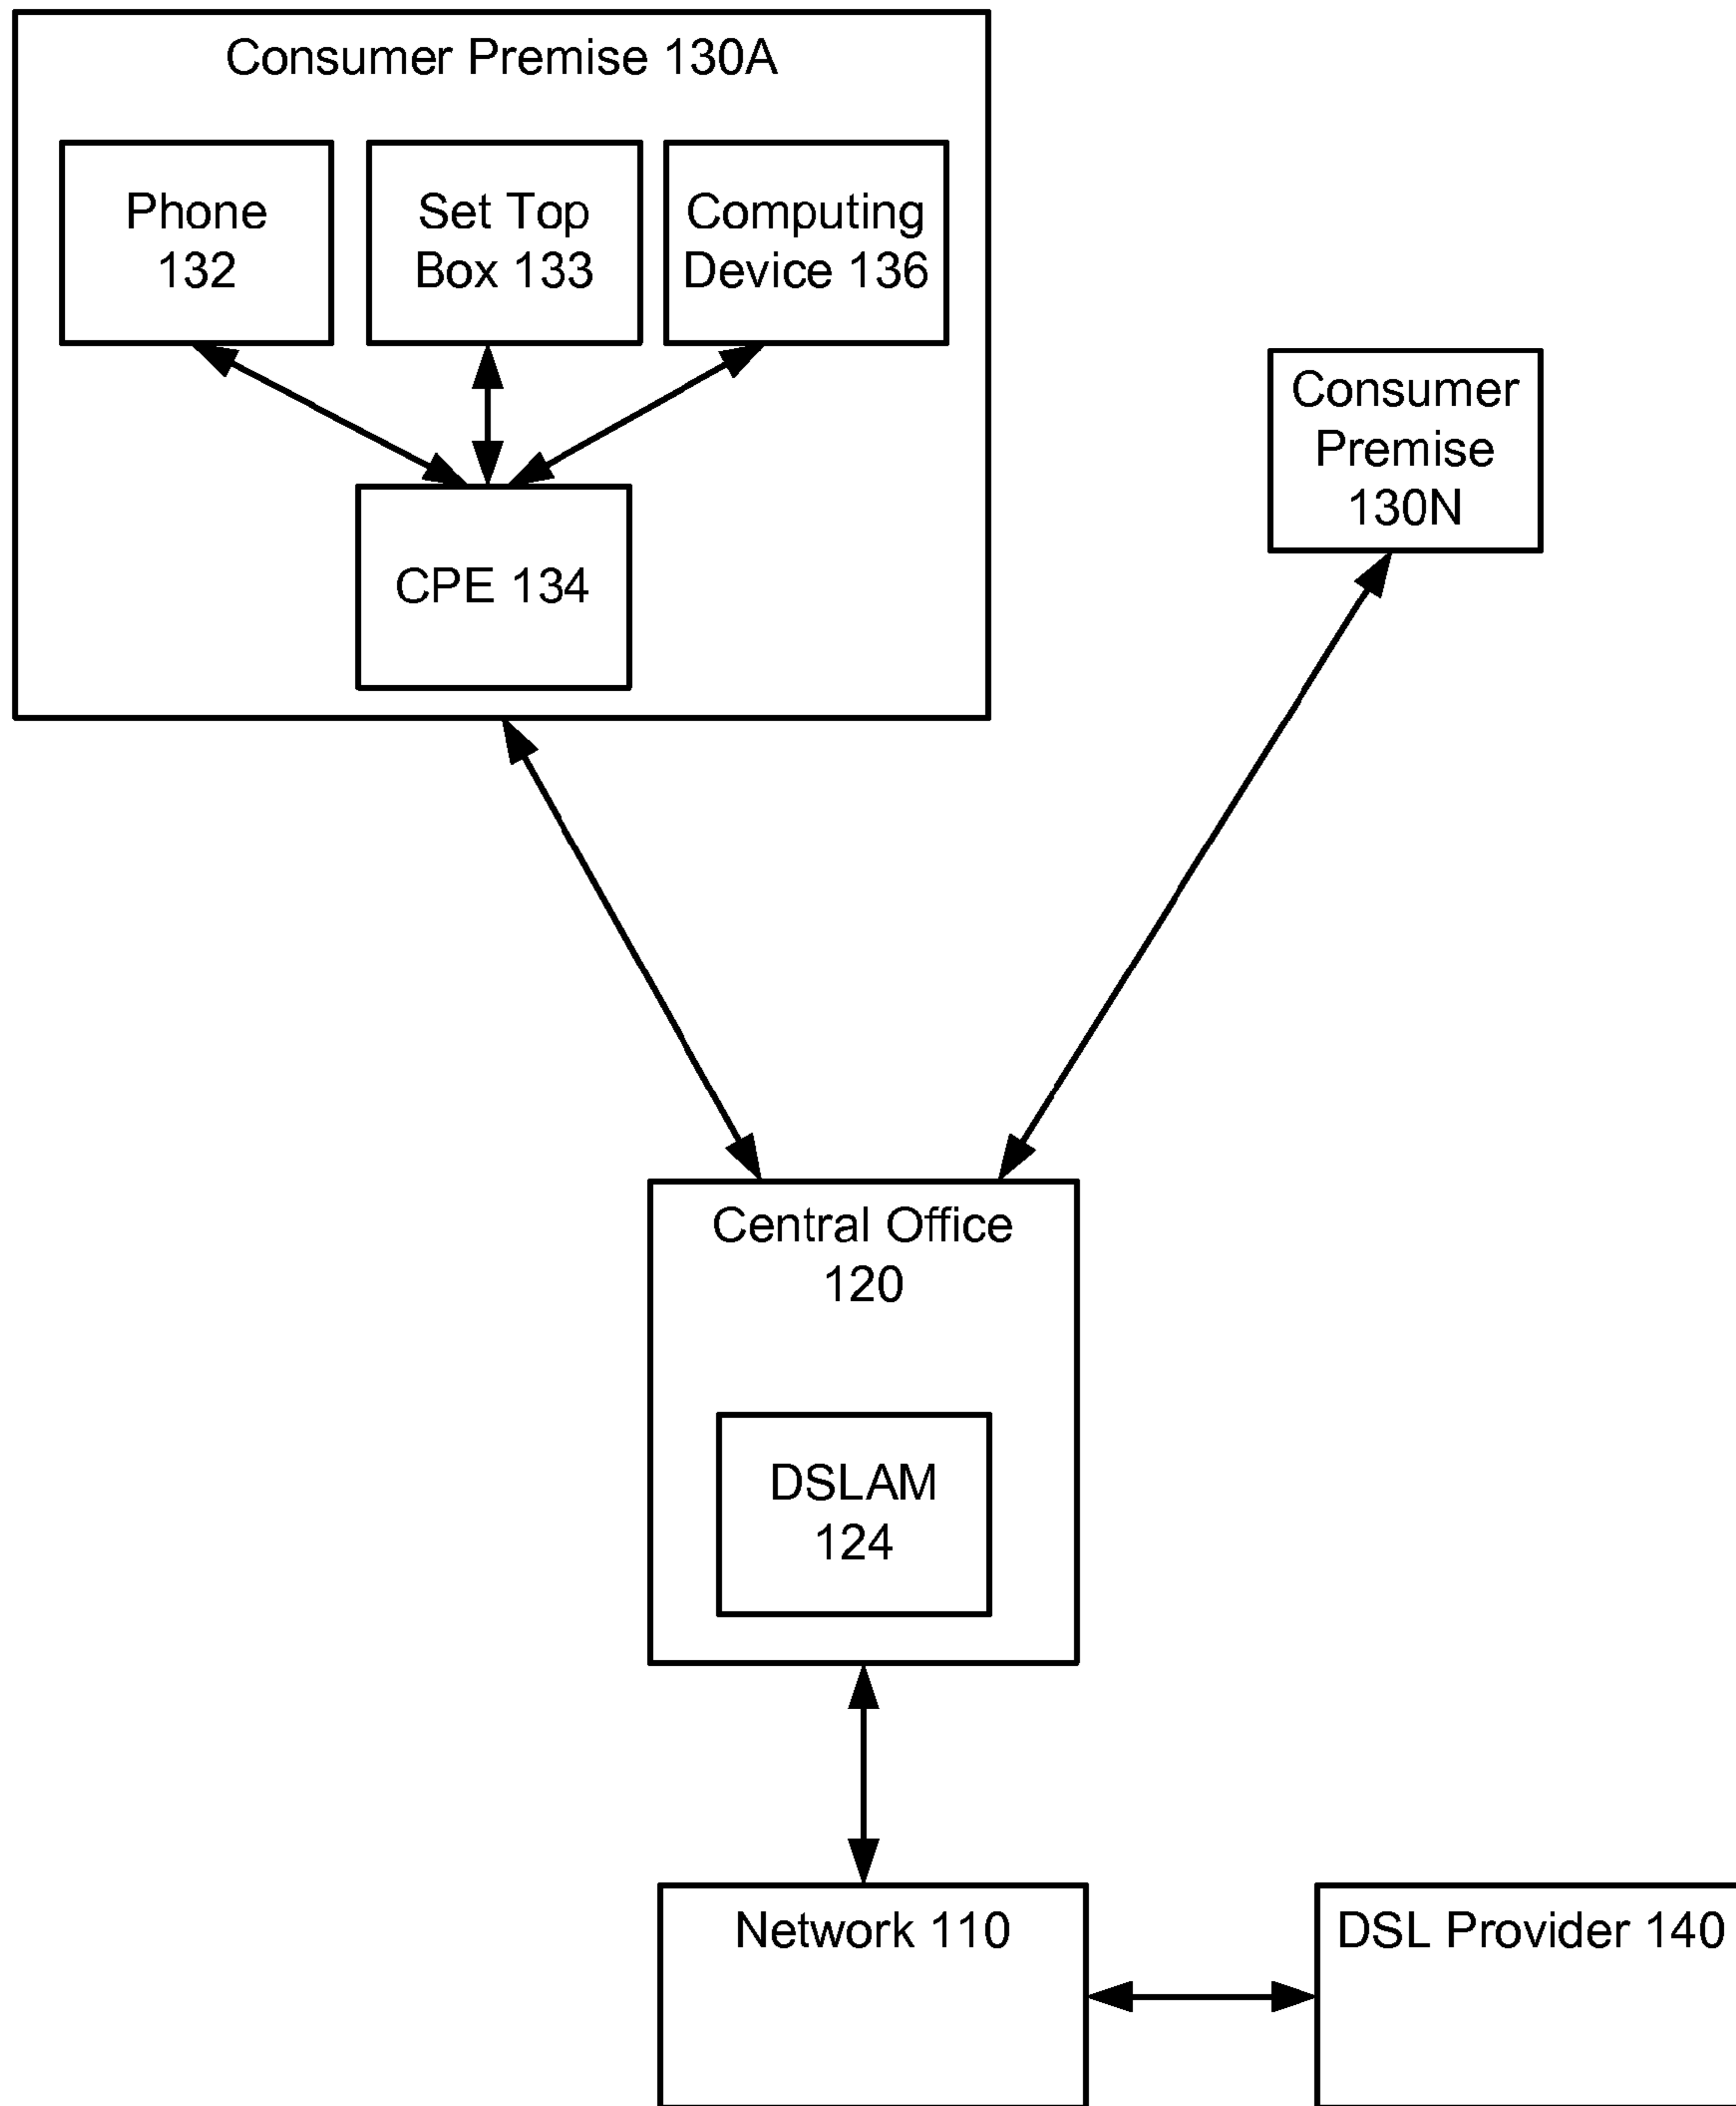 Consumer Premise 130A
Phone
132
Set Top
Box 133
Computing
Device 136
CPE 134
Consumer
Premise
130N
Central Office
120
DSLAM
124
Network 110
DSL Provider 140